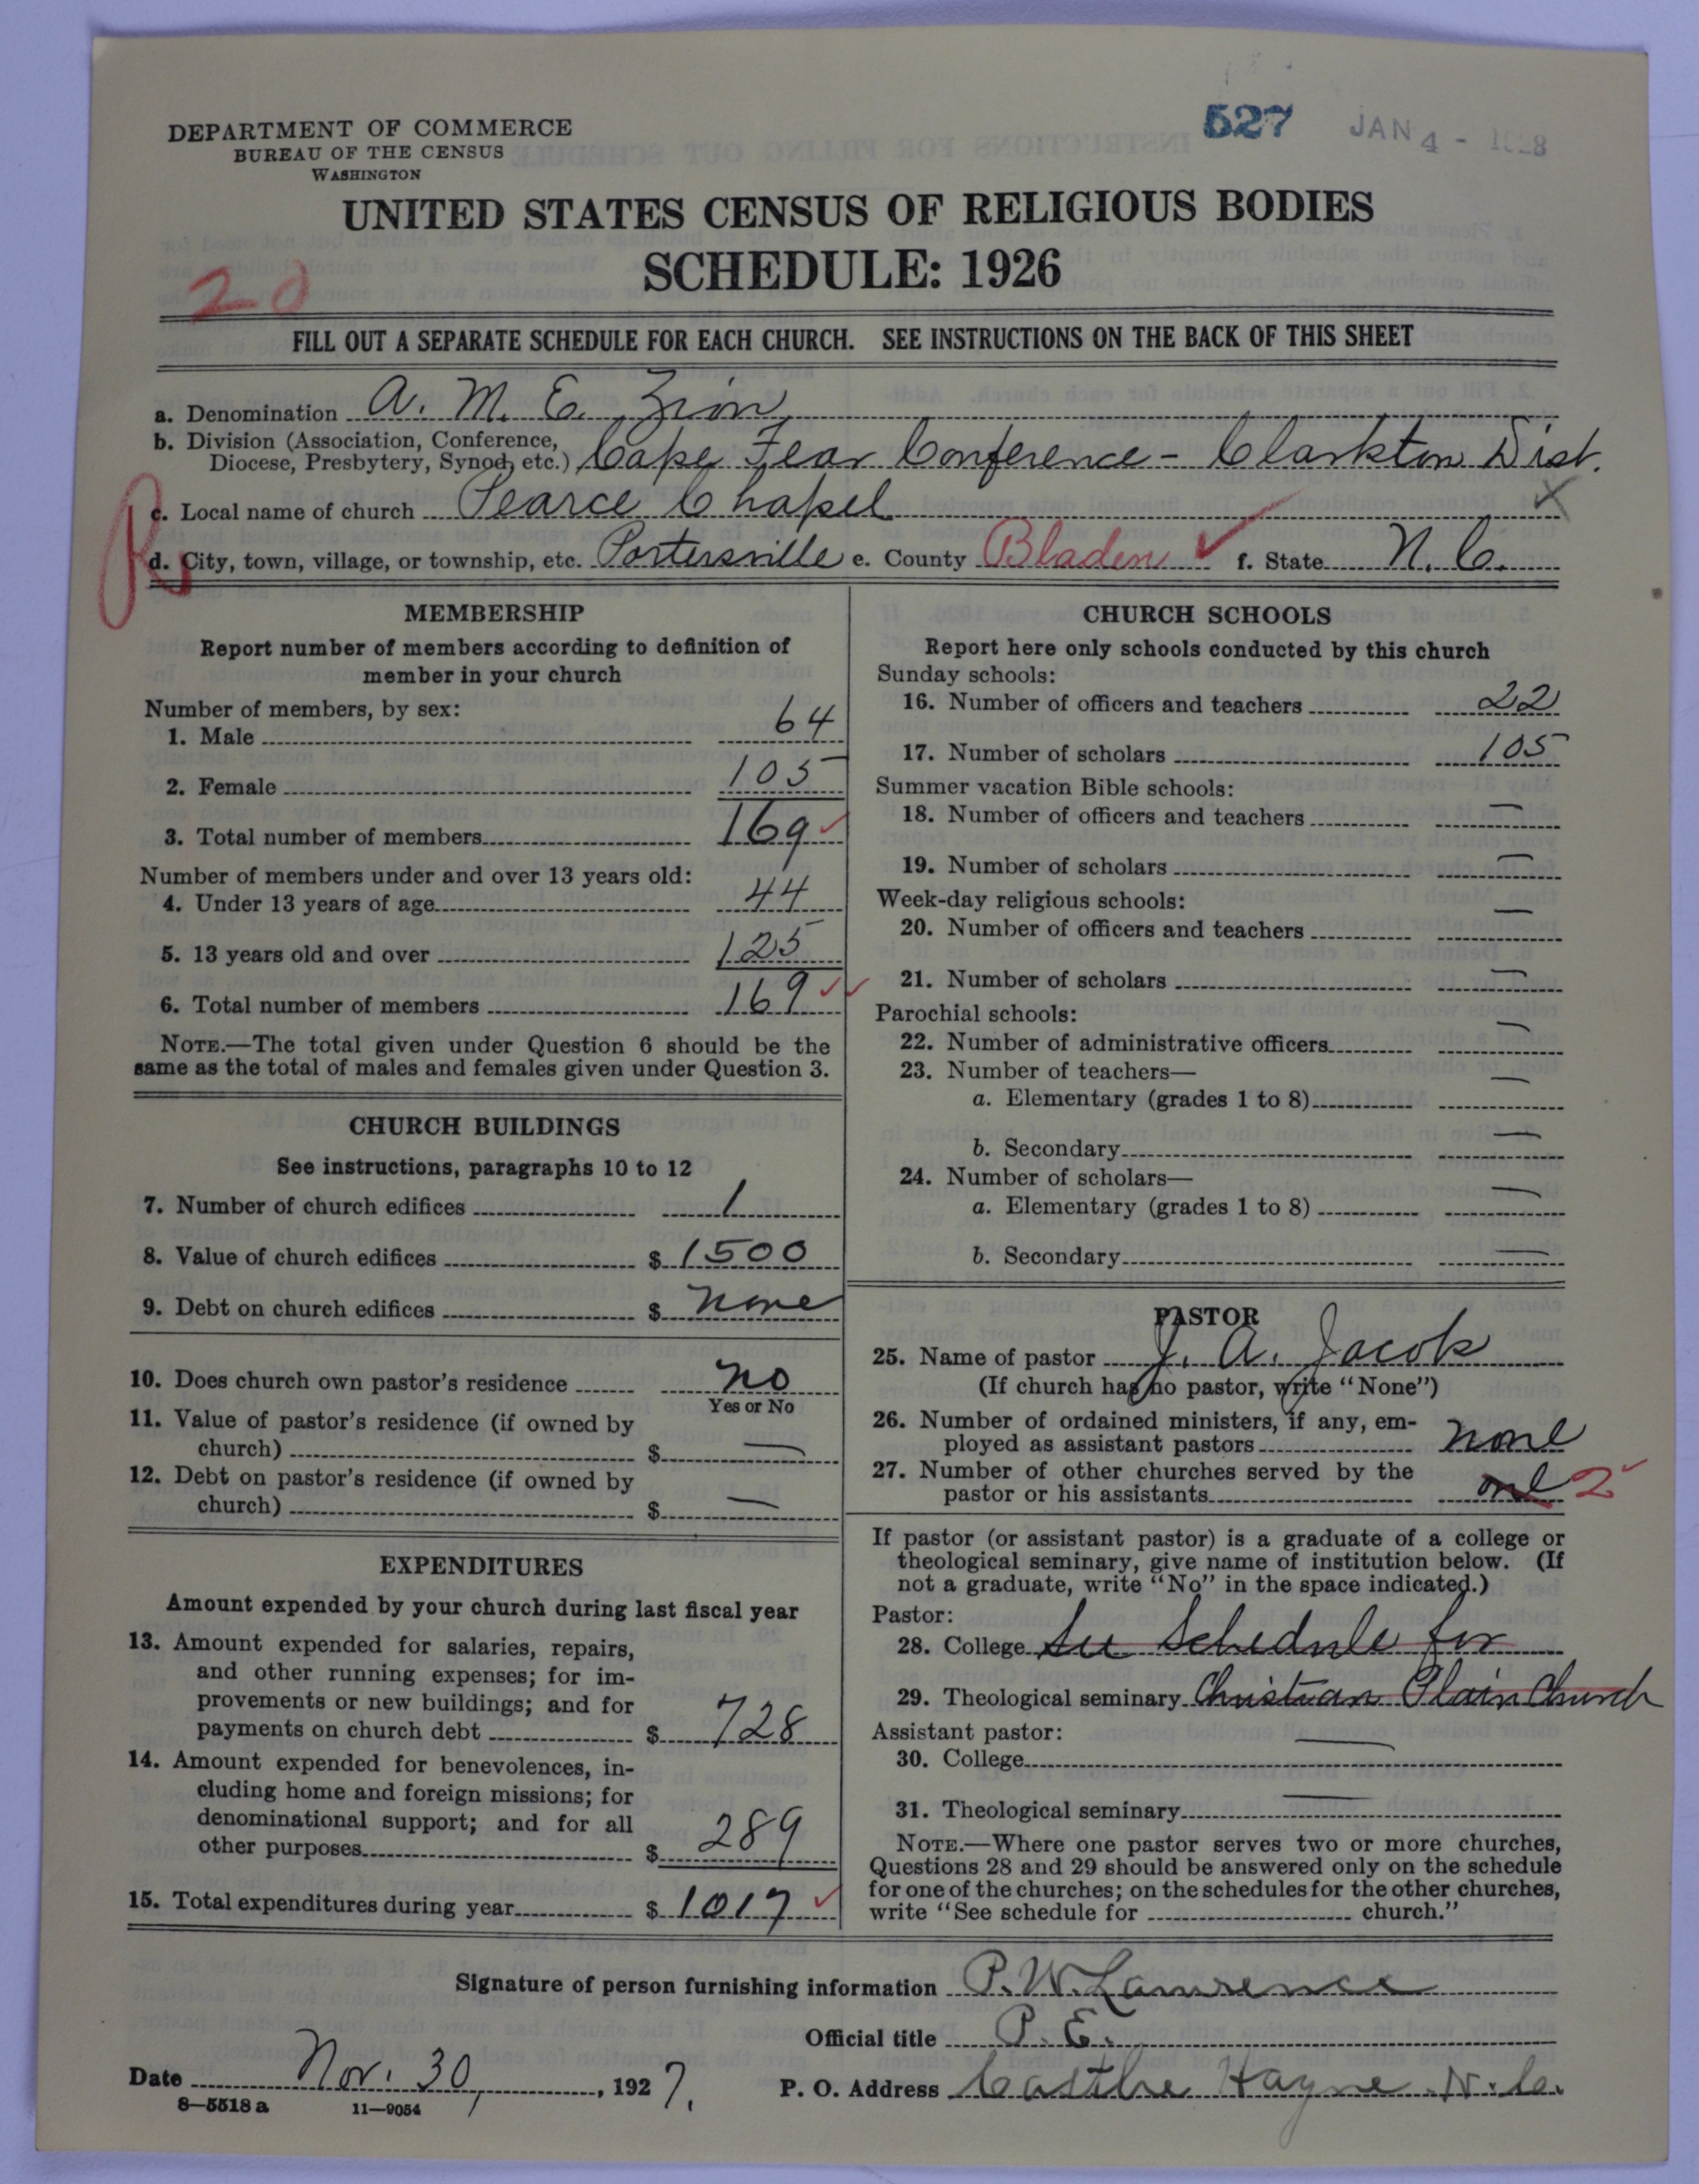 527 JAN 4 - 1928
DEPARTMENT OF COMMERCE
BUREAU OF THE CENSUS
WASHINGTON
UNITED STATES CENSUS OF RELIGIOUS BODIES
SCHEDULE: 1926
20
FILL OUT A SEPARATE SCHEDULE FOR EACH CHURCH. SEE INSTRUCTIONS ON THE BACK OF THIS SHEET
a. Denomination A. M. E. Zion
b. Division (Association, Conference,
Diocese, Presbytery, Synod, etc.) Cape Fear Conference - Clarkton Dist.
R
c. Local name of church Pearce Chapel X
d. City, town, village, or township, etc. Portersville e. County Bladen ✓ f. State N. C.
MEMBERSHIP
Report number of members according to definition of
member in your church
Number of members, by sex:
1. Male 64
2. Female 105
3. Total number of members 169 ✓
Number of members under and over 13 years old:
4. Under 13 years of age 44
5. 13 years old and over 125
6. Total number of members 169 ✓✓
NOTE.—The total given under Question 6 should be the
same as the total of males and females given under Question 3.
CHURCH BUILDINGS
See instructions, paragraphs 10 to 12
7. Number of church edifices 1
8. Value of church edifices $ 1500
9. Debt on church edifices $ none
10. Does church own pastor's residence no
Yes or No
11. Value of pastor's residence (if owned by
church) $ —
12. Debt on pastor's residence (if owned by
church) $ —
EXPENDITURES
Amount expended by your church during last fiscal year
13. Amount expended for salaries, repairs,
and other running expenses; for im-
provements or new buildings; and for
payments on church debt $ 728
14. Amount expended for benevolences, in-
cluding home and foreign missions; for
denominational support; and for all
other purposes $ 289
15. Total expenditures during year $ 1017 ✓
CHURCH SCHOOLS
Report here only schools conducted by this church
Sunday schools:
16. Number of officers and teachers 22
17. Number of scholars 105
Summer vacation Bible schools:
18. Number of officers and teachers —
19. Number of scholars —
Week-day religious schools:
20. Number of officers and teachers —
21. Number of scholars —
Parochial schools:
22. Number of administrative officers —
23. Number of teachers—
a. Elementary (grades 1 to 8) —
b. Secondary —
24. Number of scholars—
a. Elementary (grades 1 to 8) —
b. Secondary —
PASTOR
25. Name of pastor J. A. Jacob
(If church has no pastor, write "None")
26. Number of ordained ministers, if any, em-
ployed as assistant pastors none
27. Number of other churches served by the
pastor or his assistants one 2 ✓
If pastor (or assistant pastor) is a graduate of a college or
theological seminary, give name of institution below. (If
not a graduate, write "No" in the space indicated.)
Pastor:
28. College See Schedule for
29. Theological seminary Christian Plain Church
Assistant pastor:
30. College —
31. Theological seminary —
NOTE.—Where one pastor serves two or more churches,
Questions 28 and 29 should be answered only on the schedule
for one of the churches; on the schedules for the other churches,
write "See schedule for church."
Signature of person furnishing information P. W. Lawrence
Official title P. E.
Date Nov. 30, 1927. P. O. Address Castle Hayne N. C.
8—5518 a 11—9054